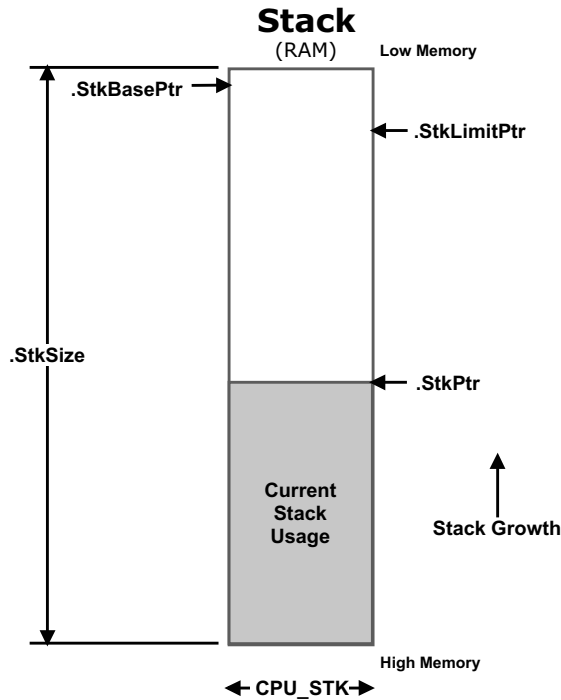 Stack
(RAM)
Low Memory
.StkBasePtr
.StkLimitPtr
.StkSize
.StkPtr
Current
Stack
Usage
Stack Growth
High Memory
CPU_STK